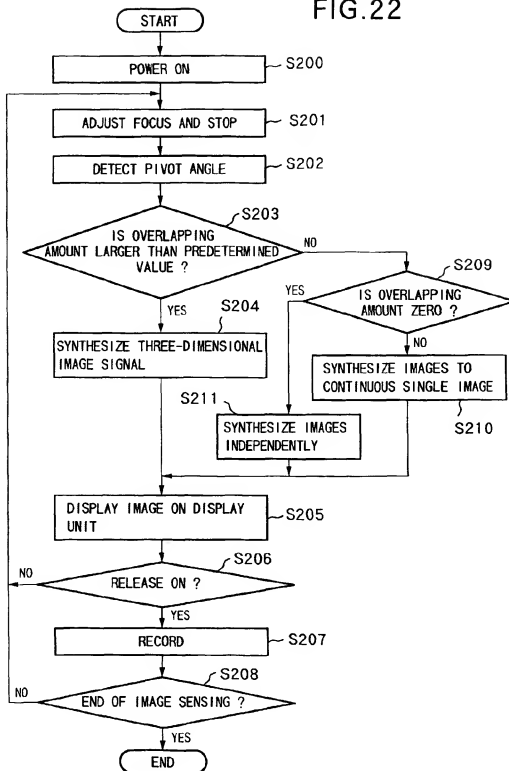 FIG.22
START
POWER ON
S200
ADJUST FOCUS AND STOP
S201
DETECT PIVOT ANGLE
S202
S203
IS OVERLAPPING
AMOUNT LARGER THAN PREDETERMINED
VALUE ?
NO
YES
S209
IS OVERLAPPING
AMOUNT ZERO ?
YES
NO
S204
SYNTHESIZE THREE-DIMENSIONAL
IMAGE SIGNAL
SYNTHESIZE IMAGES TO
CONTINUOUS SINGLE IMAGE
S210
S211
SYNTHESIZE IMAGES
INDEPENDENTLY
DISPLAY IMAGE ON DISPLAY
UNIT
S205
S206
RELEASE ON ?
NO
YES
RECORD
S207
S208
END OF IMAGE SENSING ?
NO
YES
END